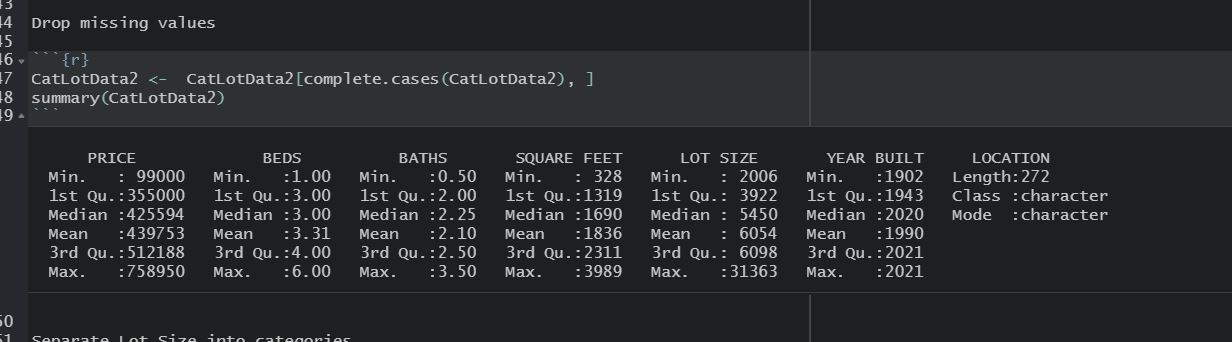 43
44 Drop missing values
45
46 ```{r}
47 CatLotData2 <-  CatLotData2[complete.cases(CatLotData2), ]
48 summary(CatLotData2)
49 ```
PRICE BEDS BATHS SQUARE FEET LOT SIZE YEAR BUILT LOCATION
Min.   : 99000 Min.   :1.00 Min.   :0.50 Min.   : 328 Min.   : 2006 Min.   :1902 Length:272
1st Qu.:355000 1st Qu.:3.00 1st Qu.:2.00 1st Qu.:1319 1st Qu.: 3922 1st Qu.:1943 Class :character
Median :425594 Median :3.00 Median :2.25 Median :1690 Median : 5450 Median :2020 Mode  :character
Mean   :439753 Mean   :3.31 Mean   :2.10 Mean   :1836 Mean   : 6054 Mean   :1990
3rd Qu.:512188 3rd Qu.:4.00 3rd Qu.:2.50 3rd Qu.:2311 3rd Qu.: 6098 3rd Qu.:2021
Max.   :758950 Max.   :6.00 Max.   :3.50 Max.   :3989 Max.   :31363 Max.   :2021
50
51 Separate Lot Size into categories